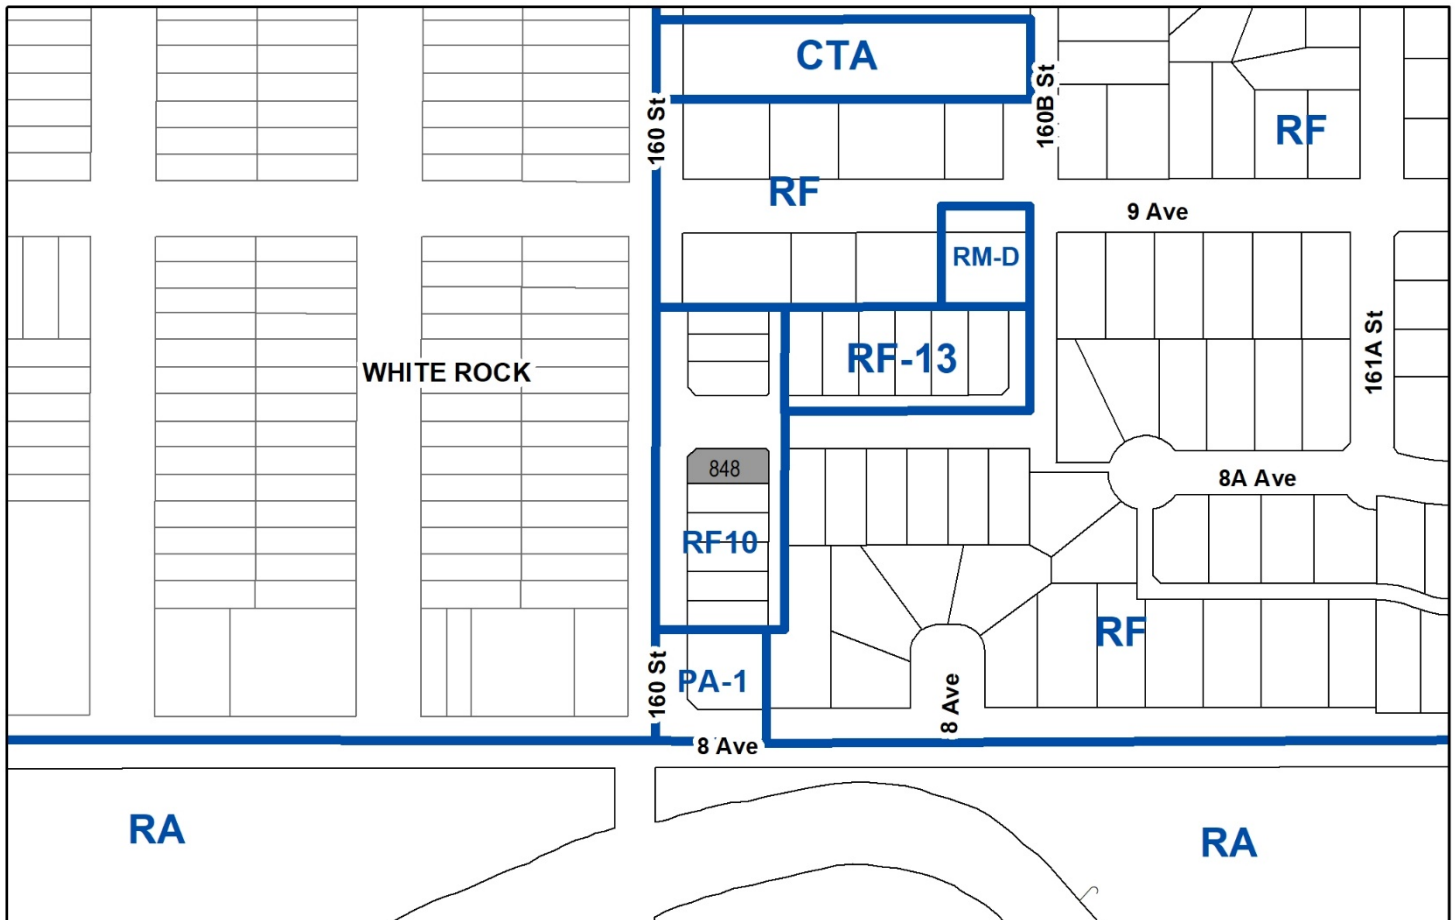 CTA
160 St
160B St
RF
RF
9 Ave
RM-D
161A St
WHITE ROCK
RF-13
848
8A Ave
RF10
RF
160 St
PA-1
8 Ave
8 Ave
RA
RA